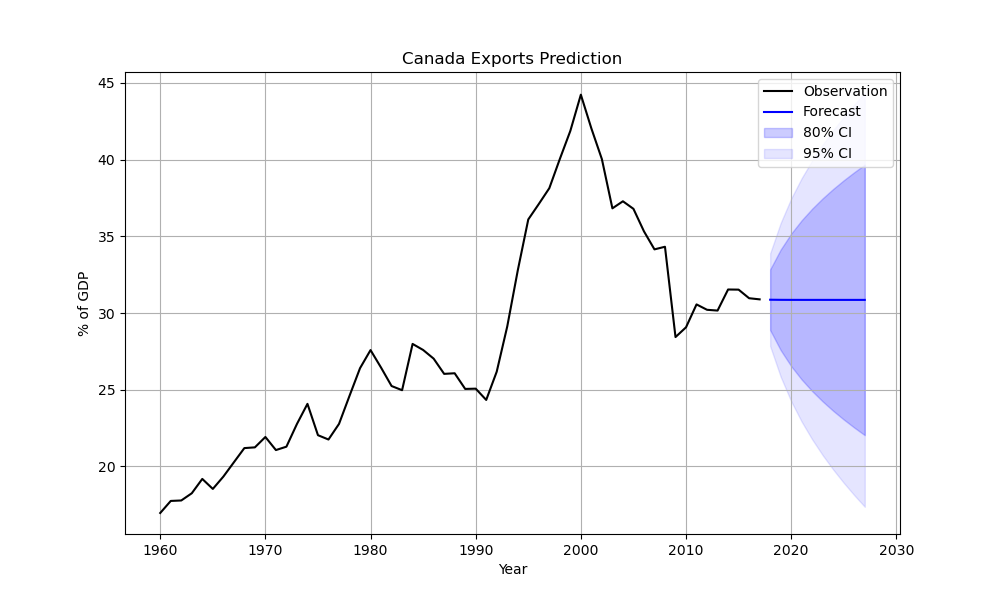 Canada Exports Prediction
45
40
35
30
25
20
% of GDP
Observation
Forecast
80% CI
95% CI
1960 1970 1980 1990 2000 2010 2020 2030
Year